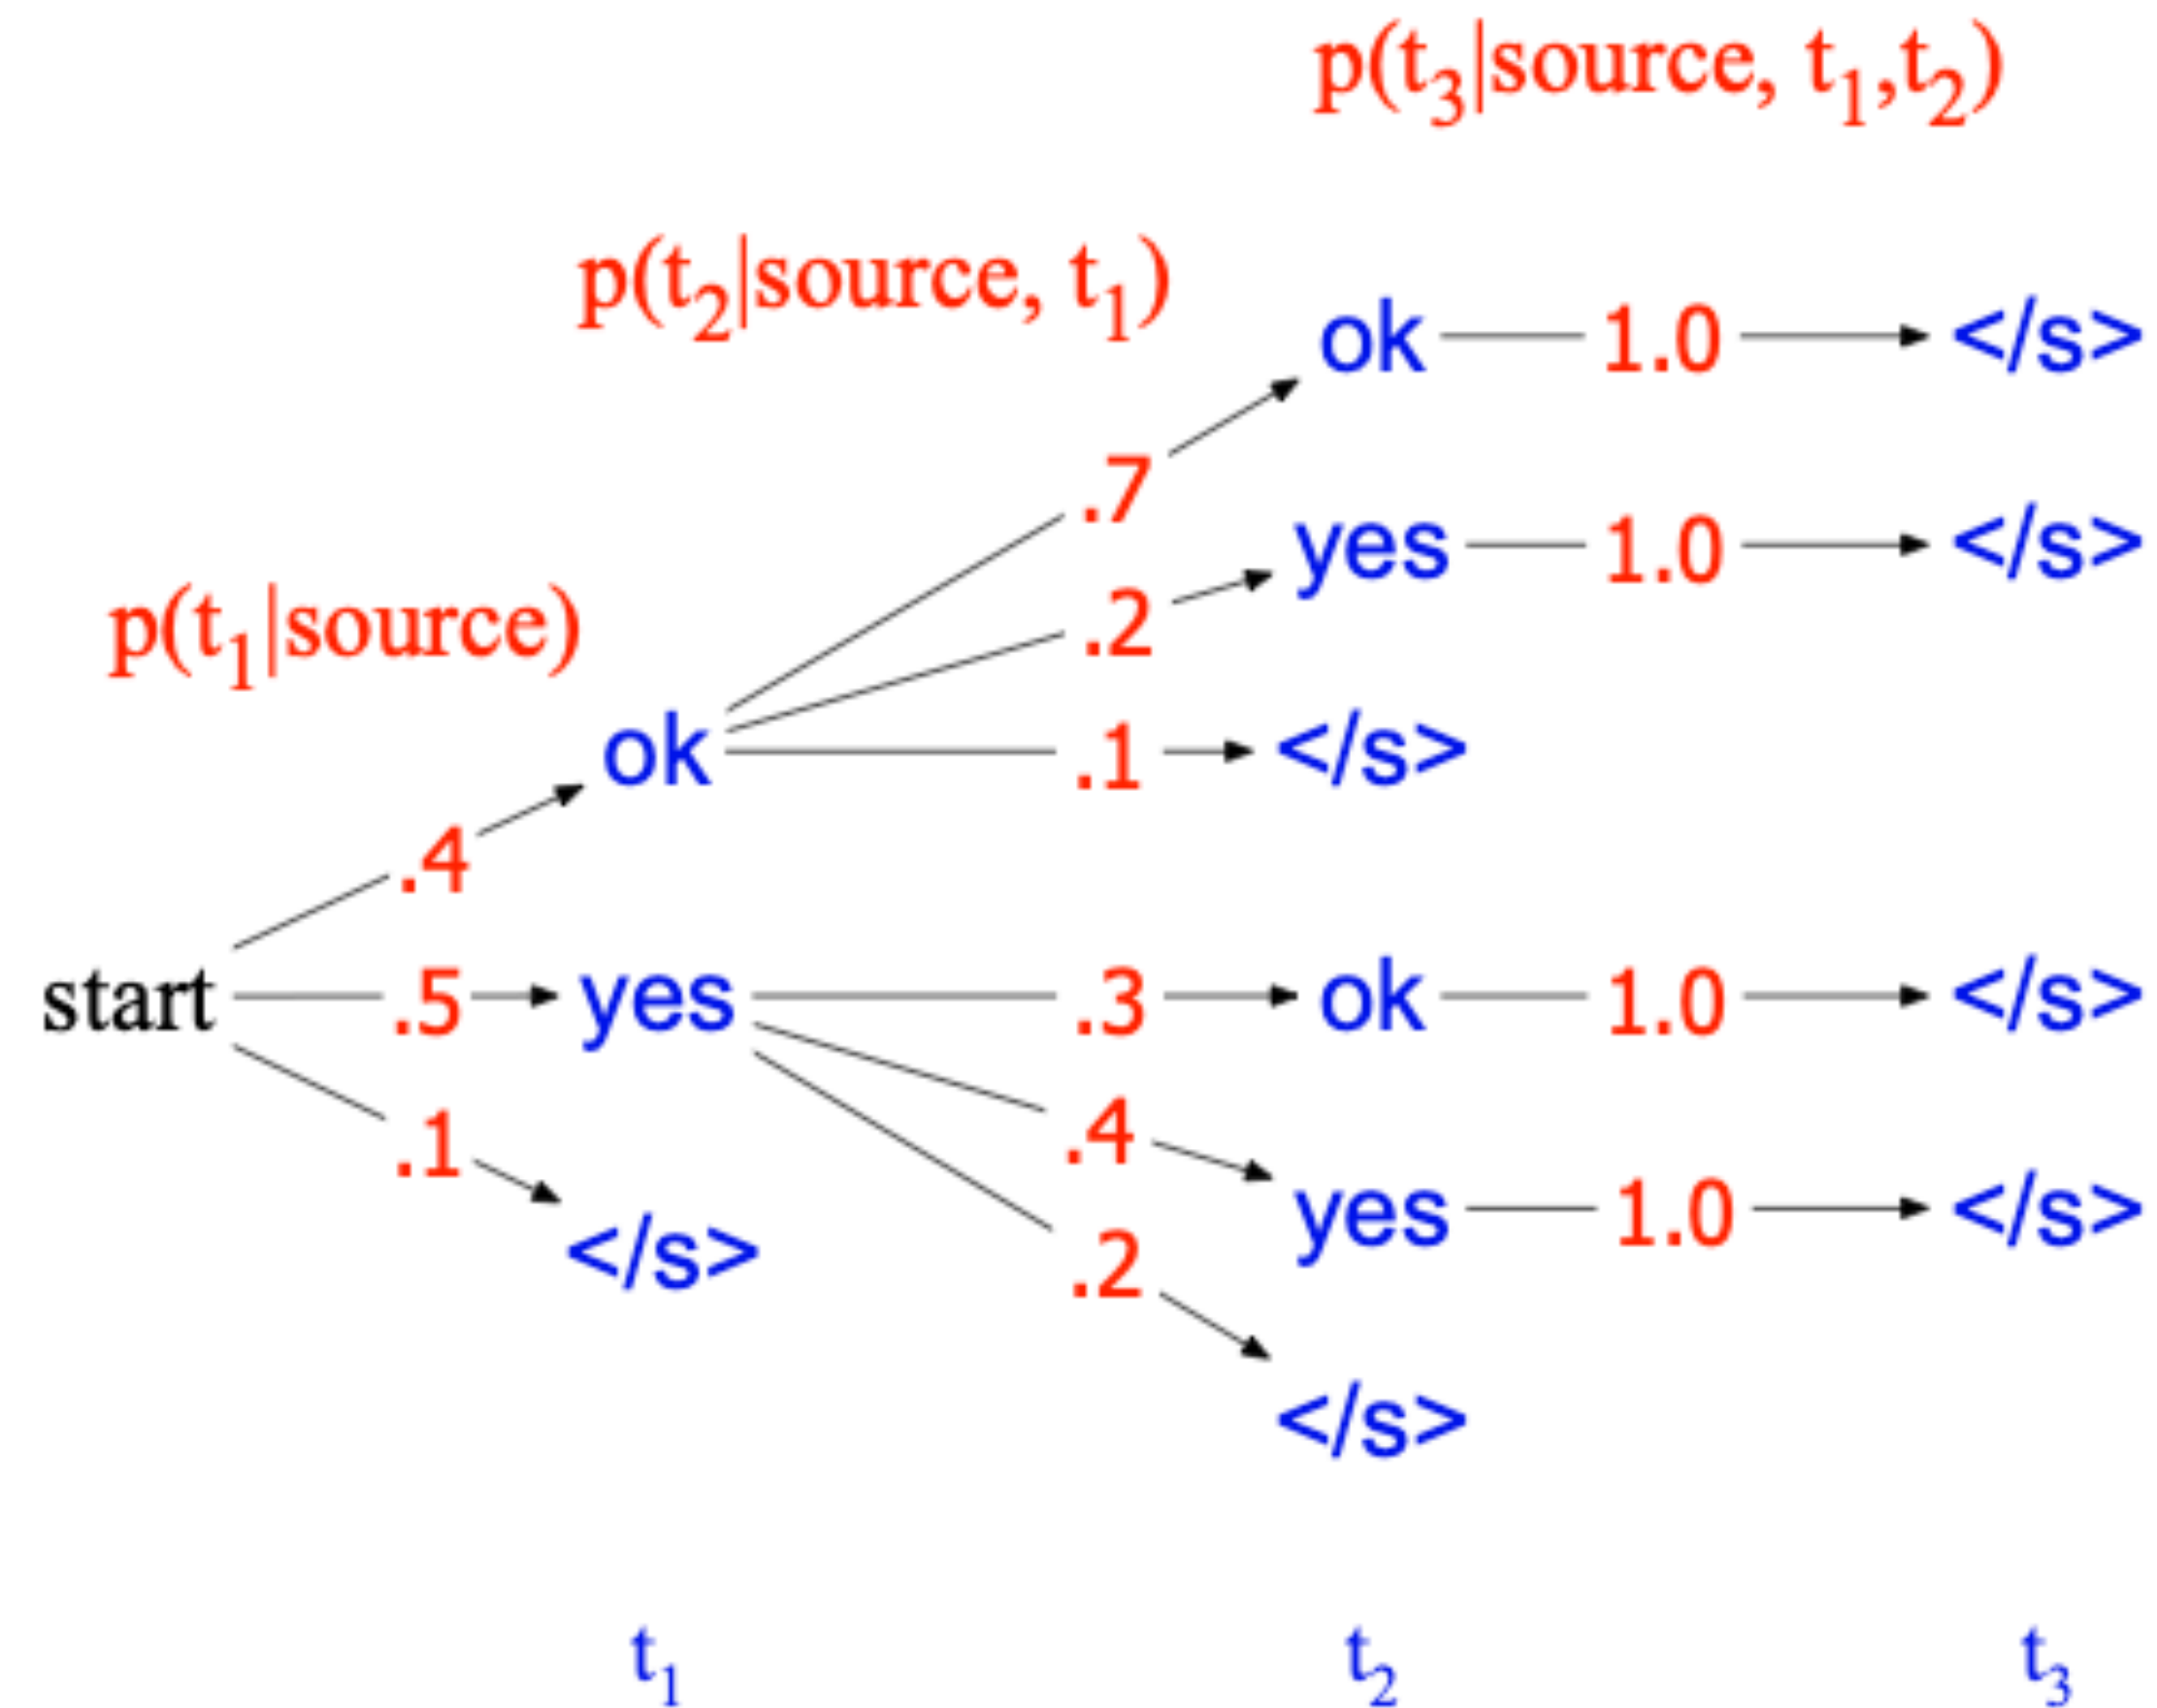 p(t₃|source, t₁,t₂)
p(t₂|source, t₁)
ok 1.0 </s>
.7
yes 1.0 </s>
.2
p(t₁|source)
ok .1 </s>
.4
start .5 yes .3 ok 1.0 </s>
.1 .4
yes 1.0 </s>
</s> .2
</s>
t₁ t₂ t₃